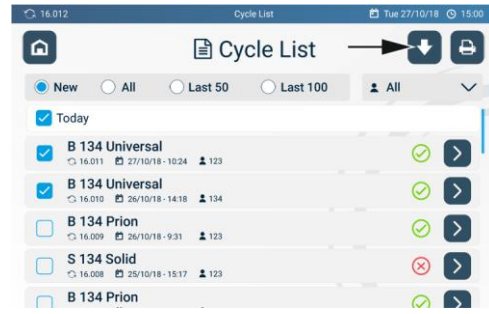 16.012 Cycle List Tue 27/10/18 15:00
Cycle List
New All Last 50 Last 100 All
Today
B 134 Universal
16.011 27/10/18 - 10:24 123
B 134 Universal
16.010 26/10/18 - 14:18 134
B 134 Prion
16.009 26/10/18 - 9:31 123
S 134 Solid
16.008 25/10/18 - 15:17 123
B 134 Prion